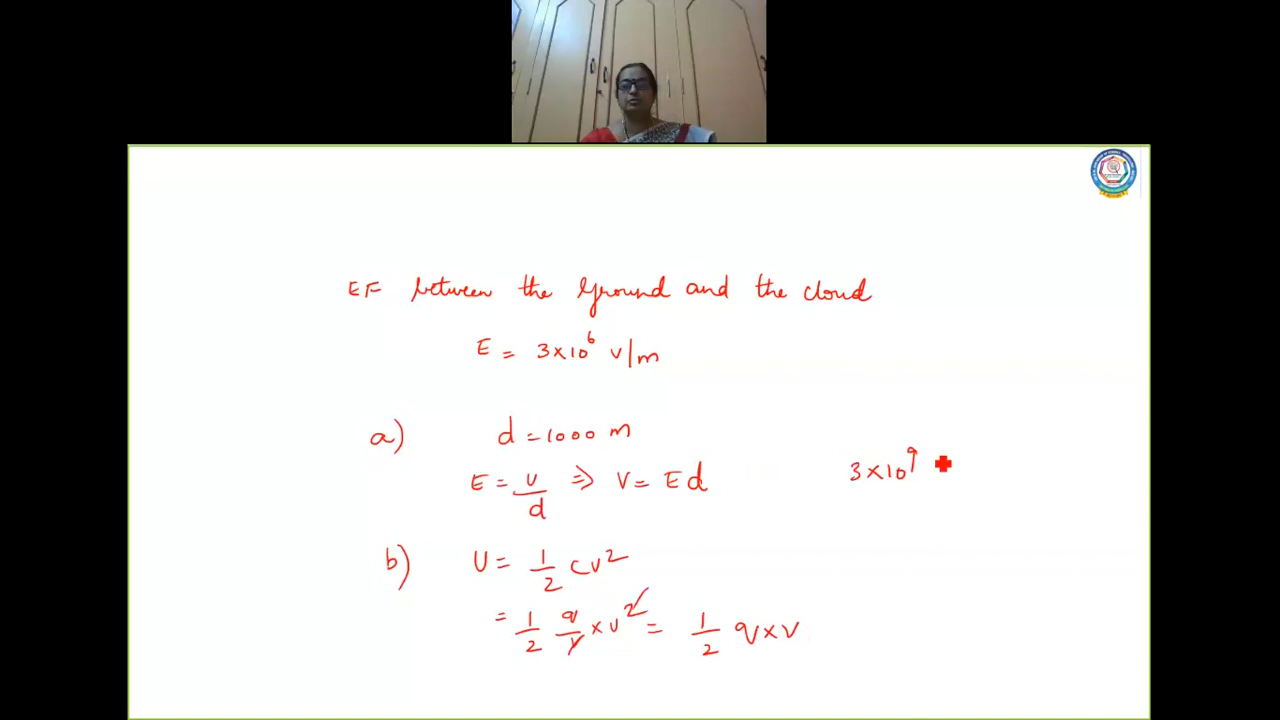 EF between the Ground and the cloud
E = 3×10⁶ V/m
a) d = 1000 m
E = V/d ⇒ V = Ed
3×10⁹
b) U = 1/2 CV²
= 1/2 q/V × V² = 1/2 q×V